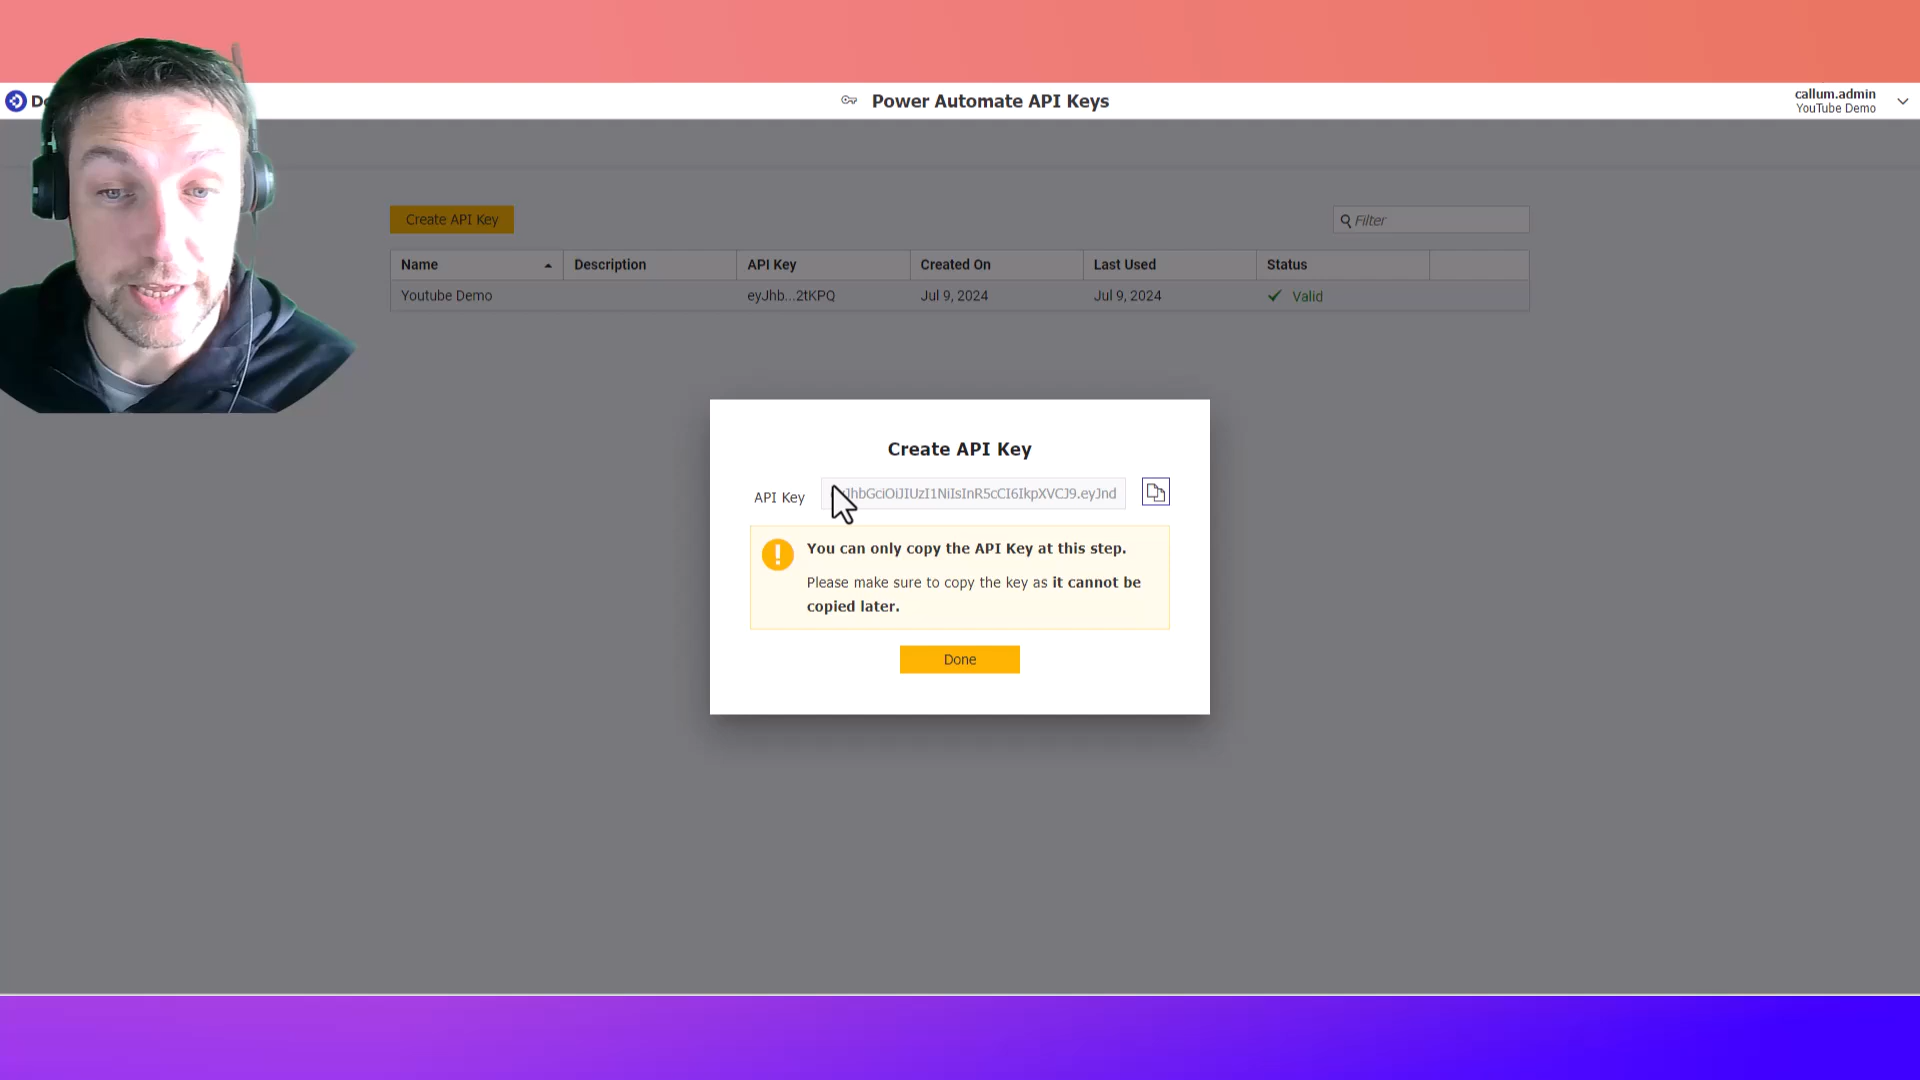 Power Automate API Keys
callum.admin
YouTube Demo
Create API Key
Filter
Name Description API Key Created On Last Used Status
Youtube Demo eyJhb...2tKPQ Jul 9, 2024 Jul 9, 2024 Valid
Create API Key
API Key JhbGciOiJIUzI1NiIsInR5cCI6IkpXVCJ9.eyJnd
You can only copy the API Key at this step.
Please make sure to copy the key as it cannot be
copied later.
Done